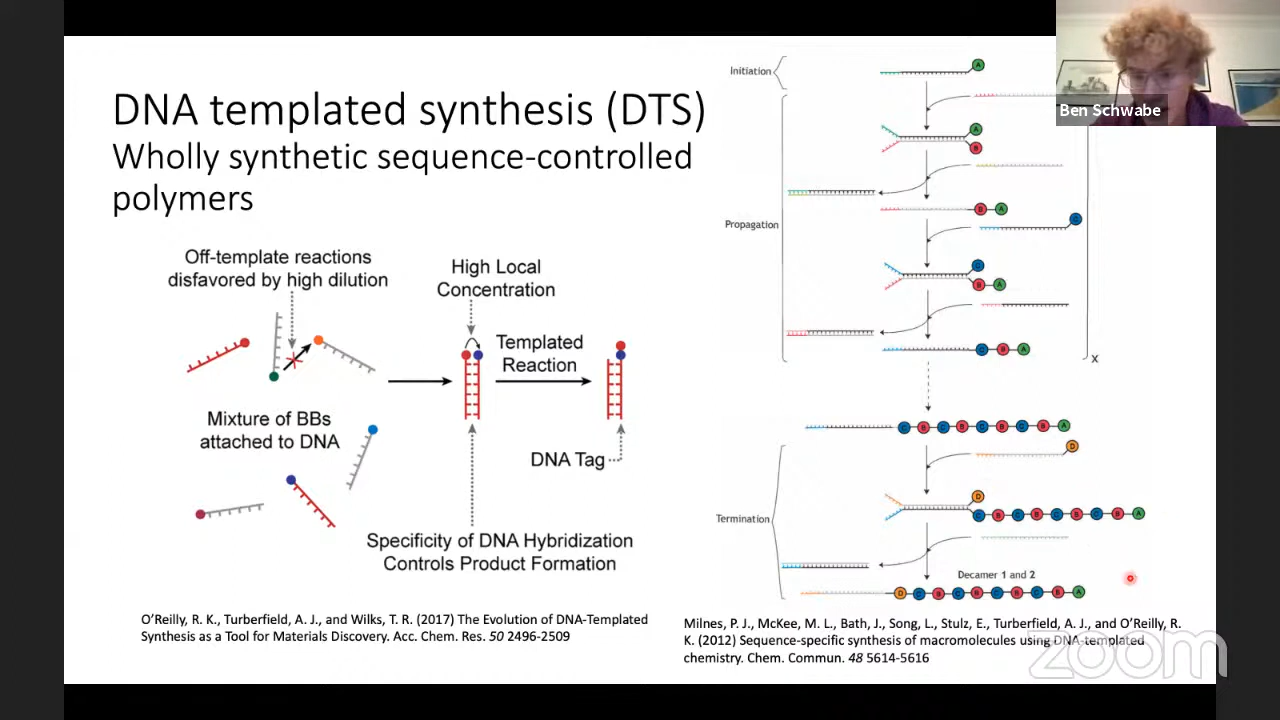 DNA templated synthesis (DTS)
Wholly synthetic sequence-controlled
polymers
Off-template reactions
disfavored by high dilution
High Local
Concentration
Templated
Reaction
Mixture of BBs
attached to DNA
DNA Tag
Specificity of DNA Hybridization
Controls Product Formation
O'Reilly, R. K., Turberfield, A. J., and Wilks, T. R. (2017) The Evolution of DNA-Templated
Synthesis as a Tool for Materials Discovery. Acc. Chem. Res. 50 2496-2509
Initiation
A
A
B
Propagation
B A
C
C
B A
C B A
X
C B C B C B C B A
D
Termination
D
C B C B C B C B A
Decamer 1 and 2
D C B C B C B C B A
Milnes, P. J., McKee, M. L., Bath, J., Song, L., Stulz, E., Turberfield, A. J., and O'Reilly, R.
K. (2012) Sequence-specific synthesis of macromolecules using DNA-templated
chemistry. Chem. Commun. 48 5614-5616
Ben Schwabe
zoom